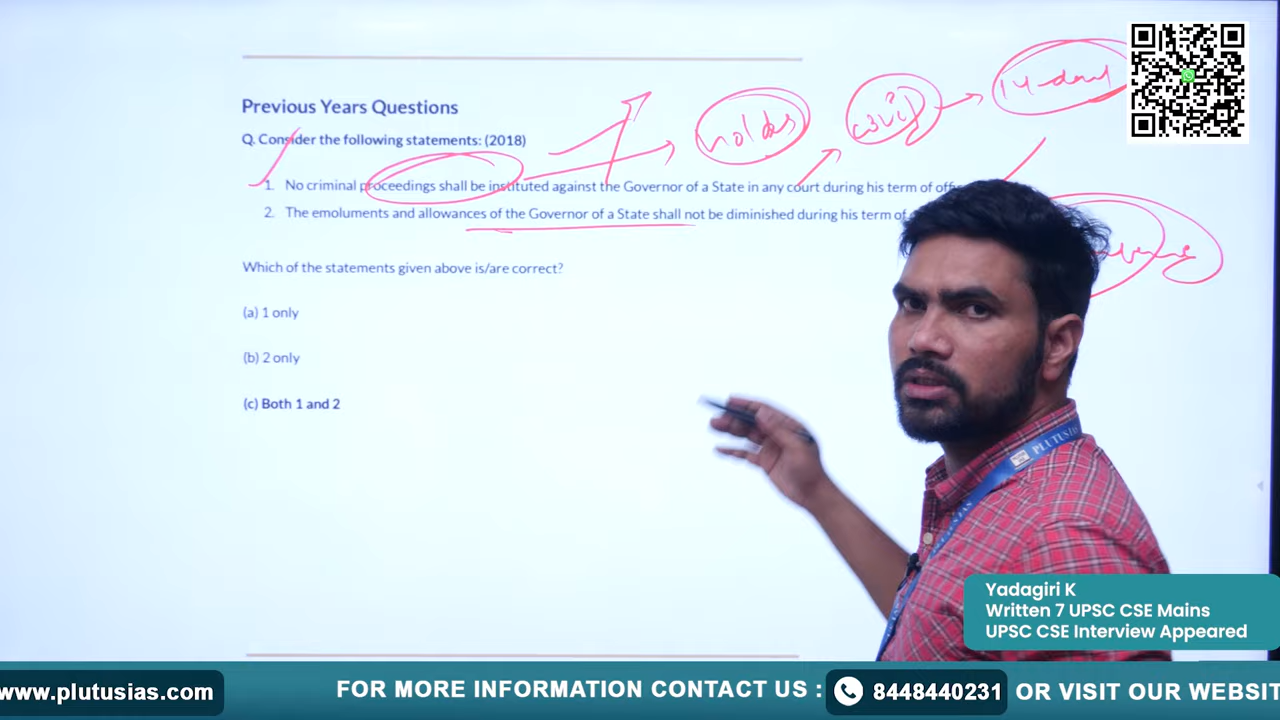 Previous Years Questions
Q. Consider the following statements: (2018)
1. No criminal proceedings shall be instituted against the Governor of a State in any court during his term of
2. The emoluments and allowances of the Governor of a State shall not be diminished during his term of
Which of the statements given above is/are correct?
(a) 1 only
(b) 2 only
(c) Both 1 and 2
14-day
PLUTUS IAS
Yadagiri K
Written 7 UPSC CSE Mains
UPSC CSE Interview Appeared
www.plutusias.com
FOR MORE INFORMATION CONTACT US : 8448440231 OR VISIT OUR WEBSIT